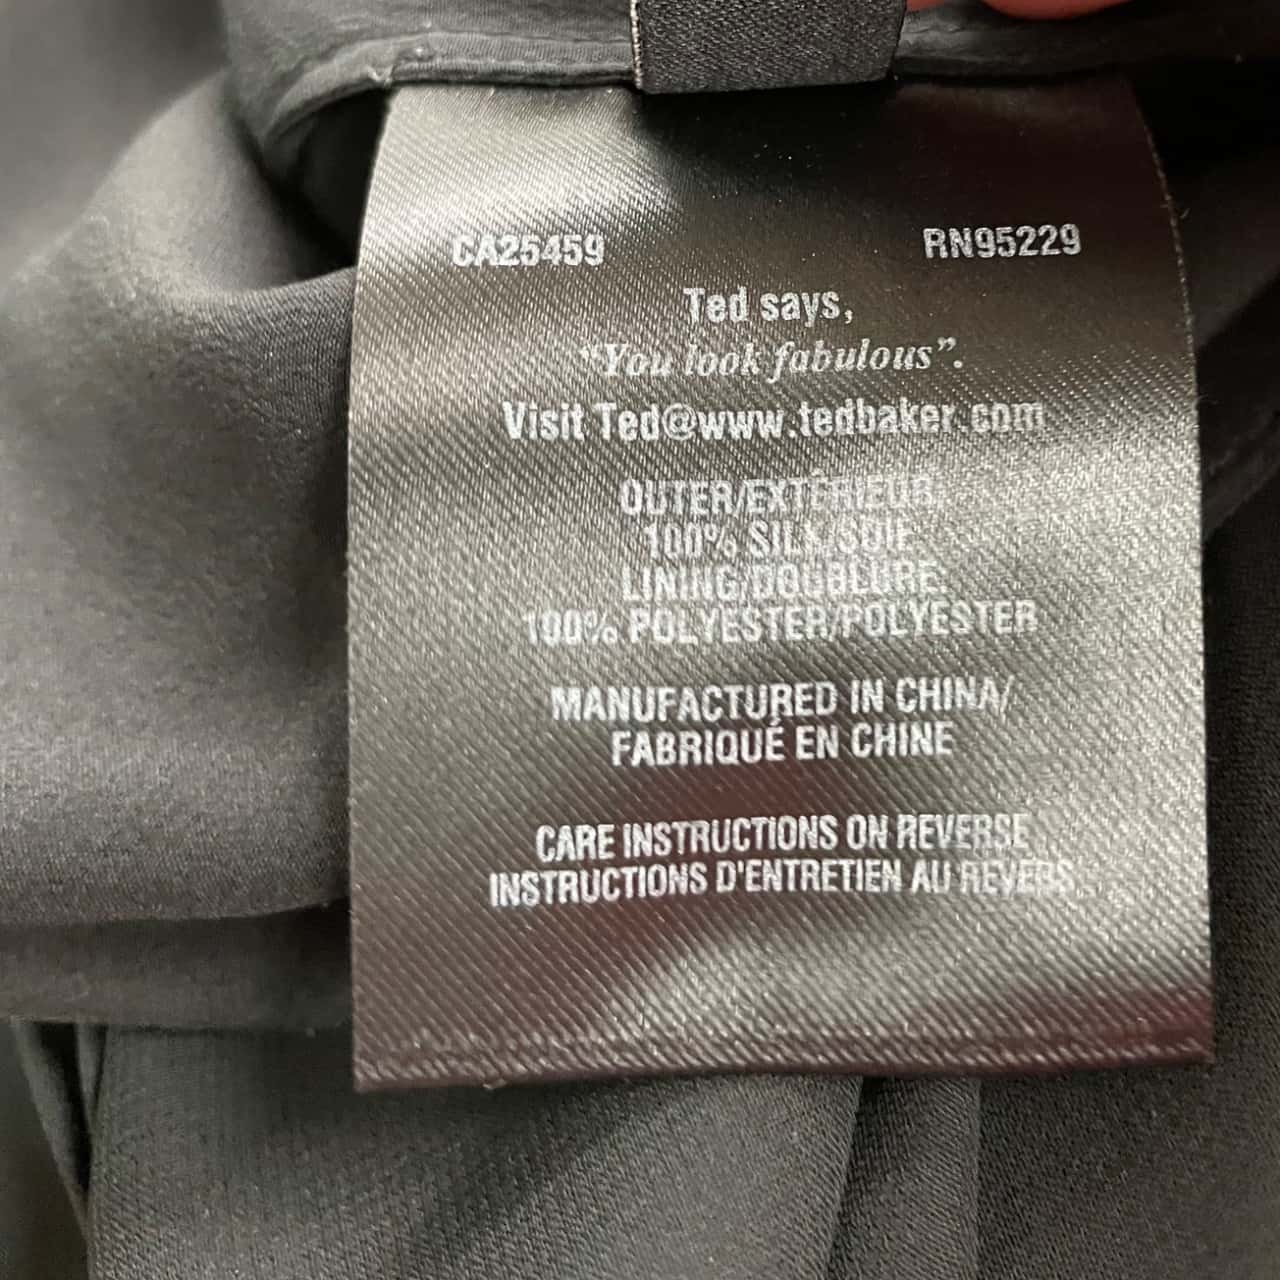 CA25459 RN95229
Ted says,
“You look fabulous”.
Visit Ted@www.tedbaker.com
OUTER/EXTÉRIEUR
100% SILK/SOIE
LINING/DOUBLURE
100% POLYESTER/POLYESTER
MANUFACTURED IN CHINA/
FABRIQUÉ EN CHINE
CARE INSTRUCTIONS ON REVERSE
INSTRUCTIONS D'ENTRETIEN AU REVERS